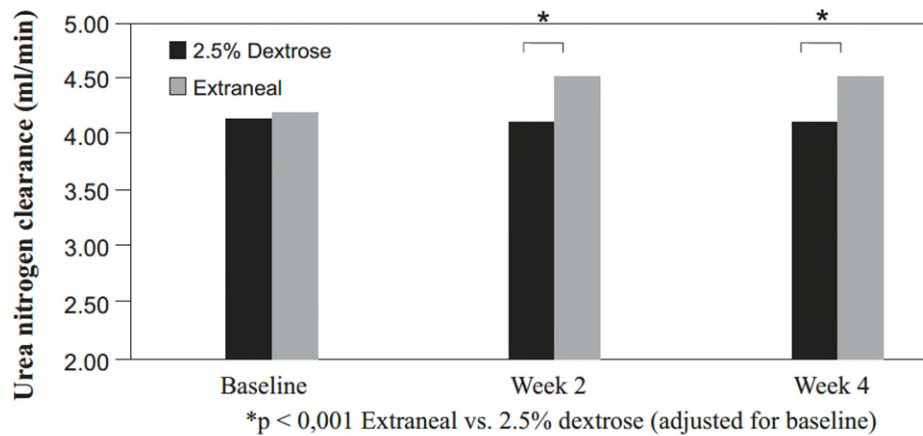 5.00
*
*
2.5% Dextrose
Extraneal
4.50
4.00
3.50
3.00
2.50
2.00
Urea nitrogen clearance (ml/min)
Baseline
Week 2
Week 4
*p < 0,001 Extraneal vs. 2.5% dextrose (adjusted for baseline)